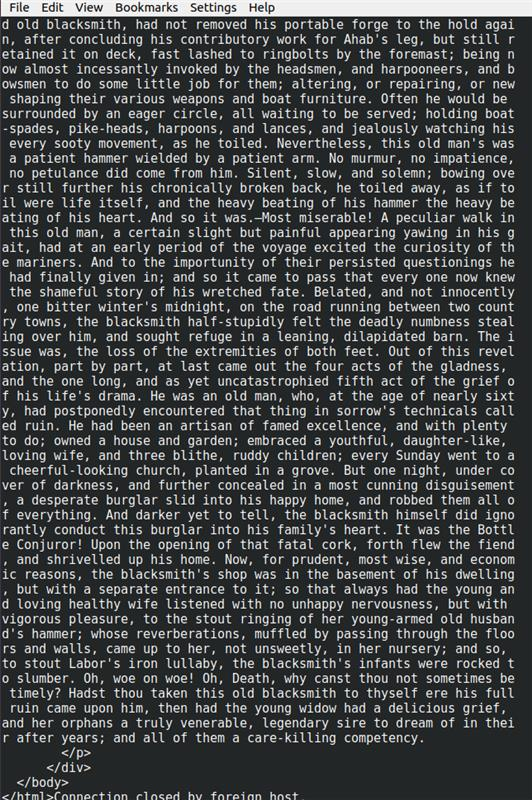 File Edit View Bookmarks Settings Help
d old blacksmith, had not removed his portable forge to the hold agai
n, after concluding his contributory work for Ahab's leg, but still r
etained it on deck, fast lashed to ringbolts by the foremast; being n
ow almost incessantly invoked by the headsmen, and harpooneers, and b
owsmen to do some little job for them; altering, or repairing, or new
 shaping their various weapons and boat furniture. Often he would be
surrounded by an eager circle, all waiting to be served; holding boat
-spades, pike-heads, harpoons, and lances, and jealously watching his
 every sooty movement, as he toiled. Nevertheless, this old man's was
 a patient hammer wielded by a patient arm. No murmur, no impatience,
 no petulance did come from him. Silent, slow, and solemn; bowing ove
r still further his chronically broken back, he toiled away, as if to
il were life itself, and the heavy beating of his hammer the heavy be
ating of his heart. And so it was.—Most miserable! A peculiar walk in
 this old man, a certain slight but painful appearing yawing in his g
ait, had at an early period of the voyage excited the curiosity of th
e mariners. And to the importunity of their persisted questionings he
 had finally given in; and so it came to pass that every one now knew
 the shameful story of his wretched fate. Belated, and not innocently
, one bitter winter's midnight, on the road running between two count
ry towns, the blacksmith half-stupidly felt the deadly numbness steal
ing over him, and sought refuge in a leaning, dilapidated barn. The i
ssue was, the loss of the extremities of both feet. Out of this revel
ation, part by part, at last came out the four acts of the gladness,
and the one long, and as yet uncatastrophied fifth act of the grief o
f his life's drama. He was an old man, who, at the age of nearly sixt
y, had postponedly encountered that thing in sorrow's technicals call
ed ruin. He had been an artisan of famed excellence, and with plenty
to do; owned a house and garden; embraced a youthful, daughter-like,
loving wife, and three blithe, ruddy children; every Sunday went to a
 cheerful-looking church, planted in a grove. But one night, under co
ver of darkness, and further concealed in a most cunning disguisement
, a desperate burglar slid into his happy home, and robbed them all o
f everything. And darker yet to tell, the blacksmith himself did igno
rantly conduct this burglar into his family's heart. It was the Bottl
e Conjuror! Upon the opening of that fatal cork, forth flew the fiend
, and shrivelled up his home. Now, for prudent, most wise, and econom
ic reasons, the blacksmith's shop was in the basement of his dwelling
, but with a separate entrance to it; so that always had the young an
d loving healthy wife listened with no unhappy nervousness, but with
vigorous pleasure, to the stout ringing of her young-armed old husban
d's hammer; whose reverberations, muffled by passing through the floo
rs and walls, came up to her, not unsweetly, in her nursery; and so,
to stout Labor's iron lullaby, the blacksmith's infants were rocked t
o slumber. Oh, woe on woe! Oh, Death, why canst thou not sometimes be
 timely? Hadst thou taken this old blacksmith to thyself ere his full
 ruin came upon him, then had the young widow had a delicious grief,
and her orphans a truly venerable, legendary sire to dream of in thei
r after years; and all of them a care-killing competency.
        </p>
      </div>
  </body>
</html>Connection closed by foreign host.